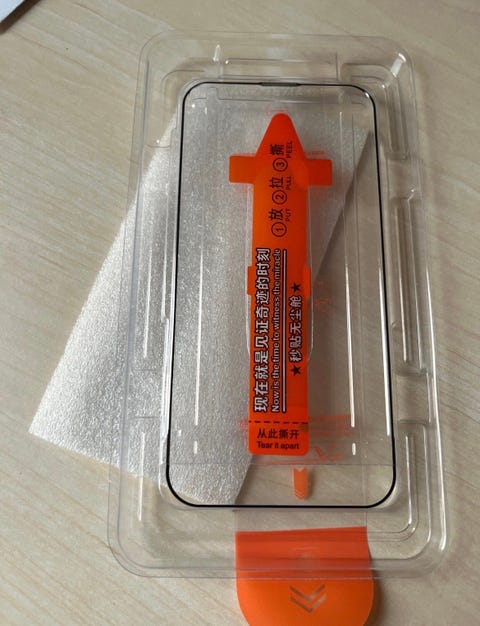 ①放 ②拉 ③撕
PUT PULL PEEL
现在就是见证奇迹的时刻
Now is the time to witness the miracle
★秒贴无尘舱★
从此撕开
Tear it apart